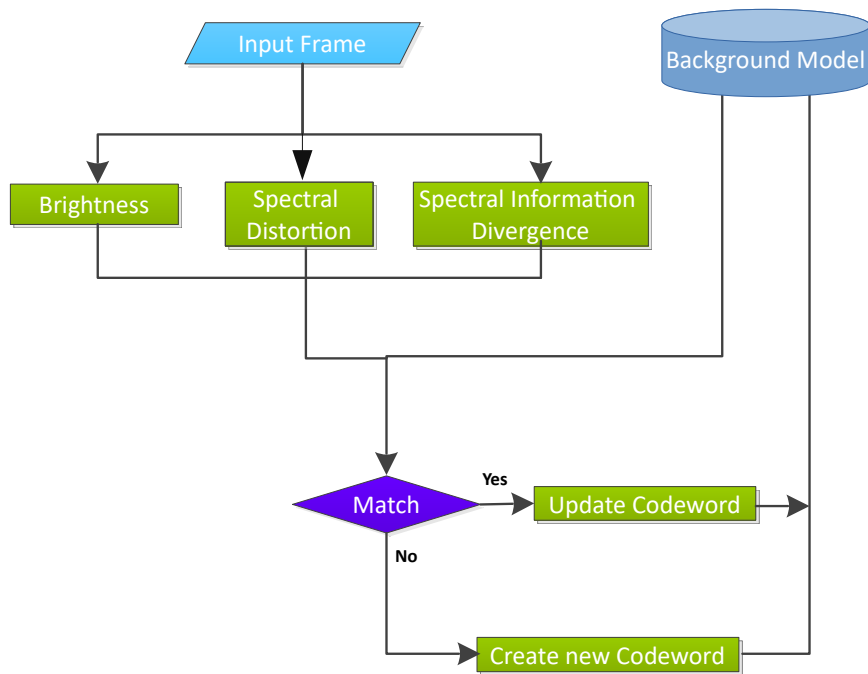 Input Frame
Background Model
Brightness
Spectral
Distortion
Spectral Information
Divergence
Match
Yes
Update Codeword
No
Create new Codeword